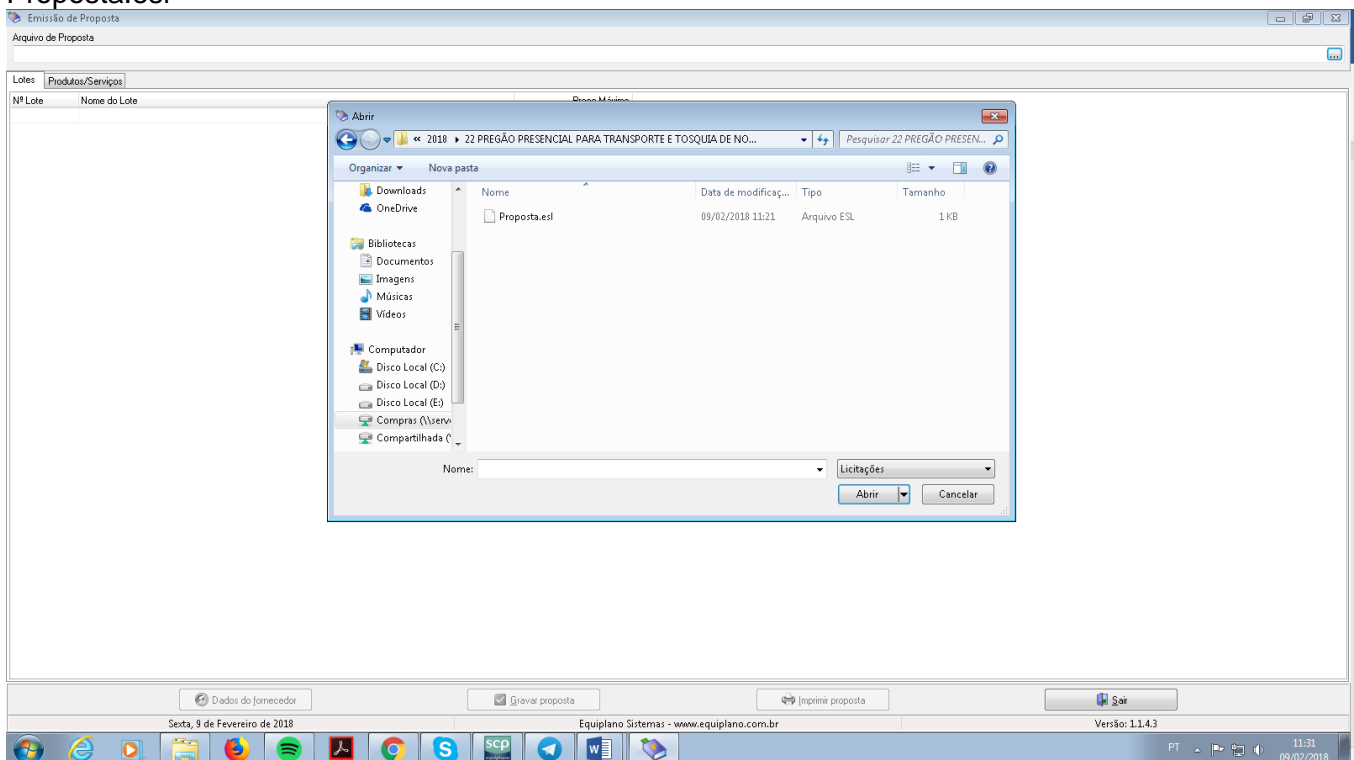 Emissão de Proposta
Arquivo de Proposta
...
Lotes Produtos/Serviços
Nº Lote Nome do Lote
Abrir
« 2018 ▸ 22 PREGÃO PRESENCIAL PARA TRANSPORTE E TOSQUIA DE NO... Pesquisar 22 PREGÃO PRESEN...
Organizar Nova pasta
Downloads
OneDrive
Bibliotecas
Documentos
Imagens
Músicas
Vídeos
Computador
Disco Local (C:)
Disco Local (D:)
Disco Local (E:)
Compras (\\serv
Compartilhada (
Nome Data de modificaç... Tipo Tamanho
Proposta.esl 09/02/2018 11:21 Arquivo ESL 1 KB
Nome: Licitações
Abrir Cancelar
Dados do fornecedor Gravar proposta Imprimir proposta Sair
Sexta, 9 de Fevereiro de 2018 Equiplano Sistemas - www.equiplano.com.br Versão: 1.1.4.3
scp PT 11:31
09/02/2018